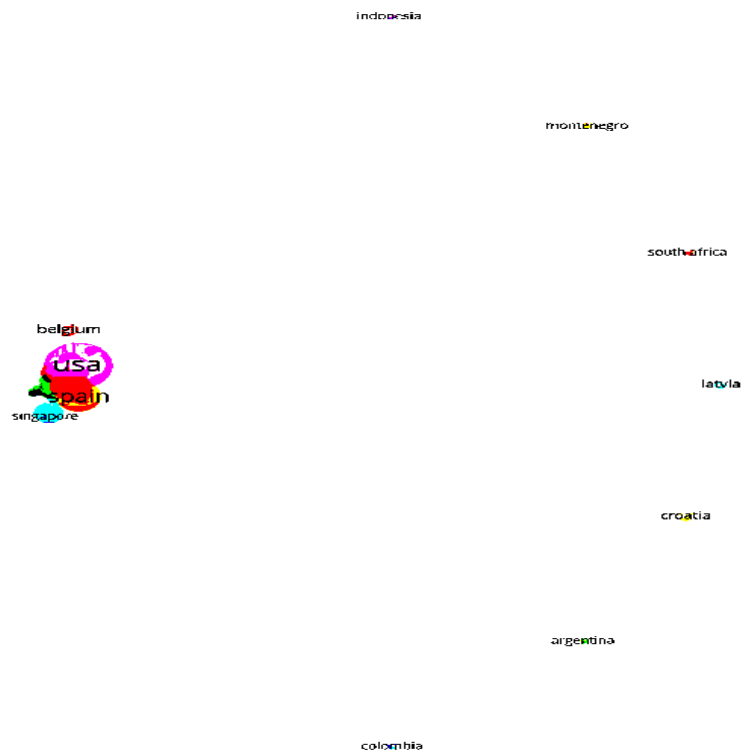 indonesia
montenegro
south africa
belgium
usa
latvia
spain
singapore
croatia
argentina
colombia